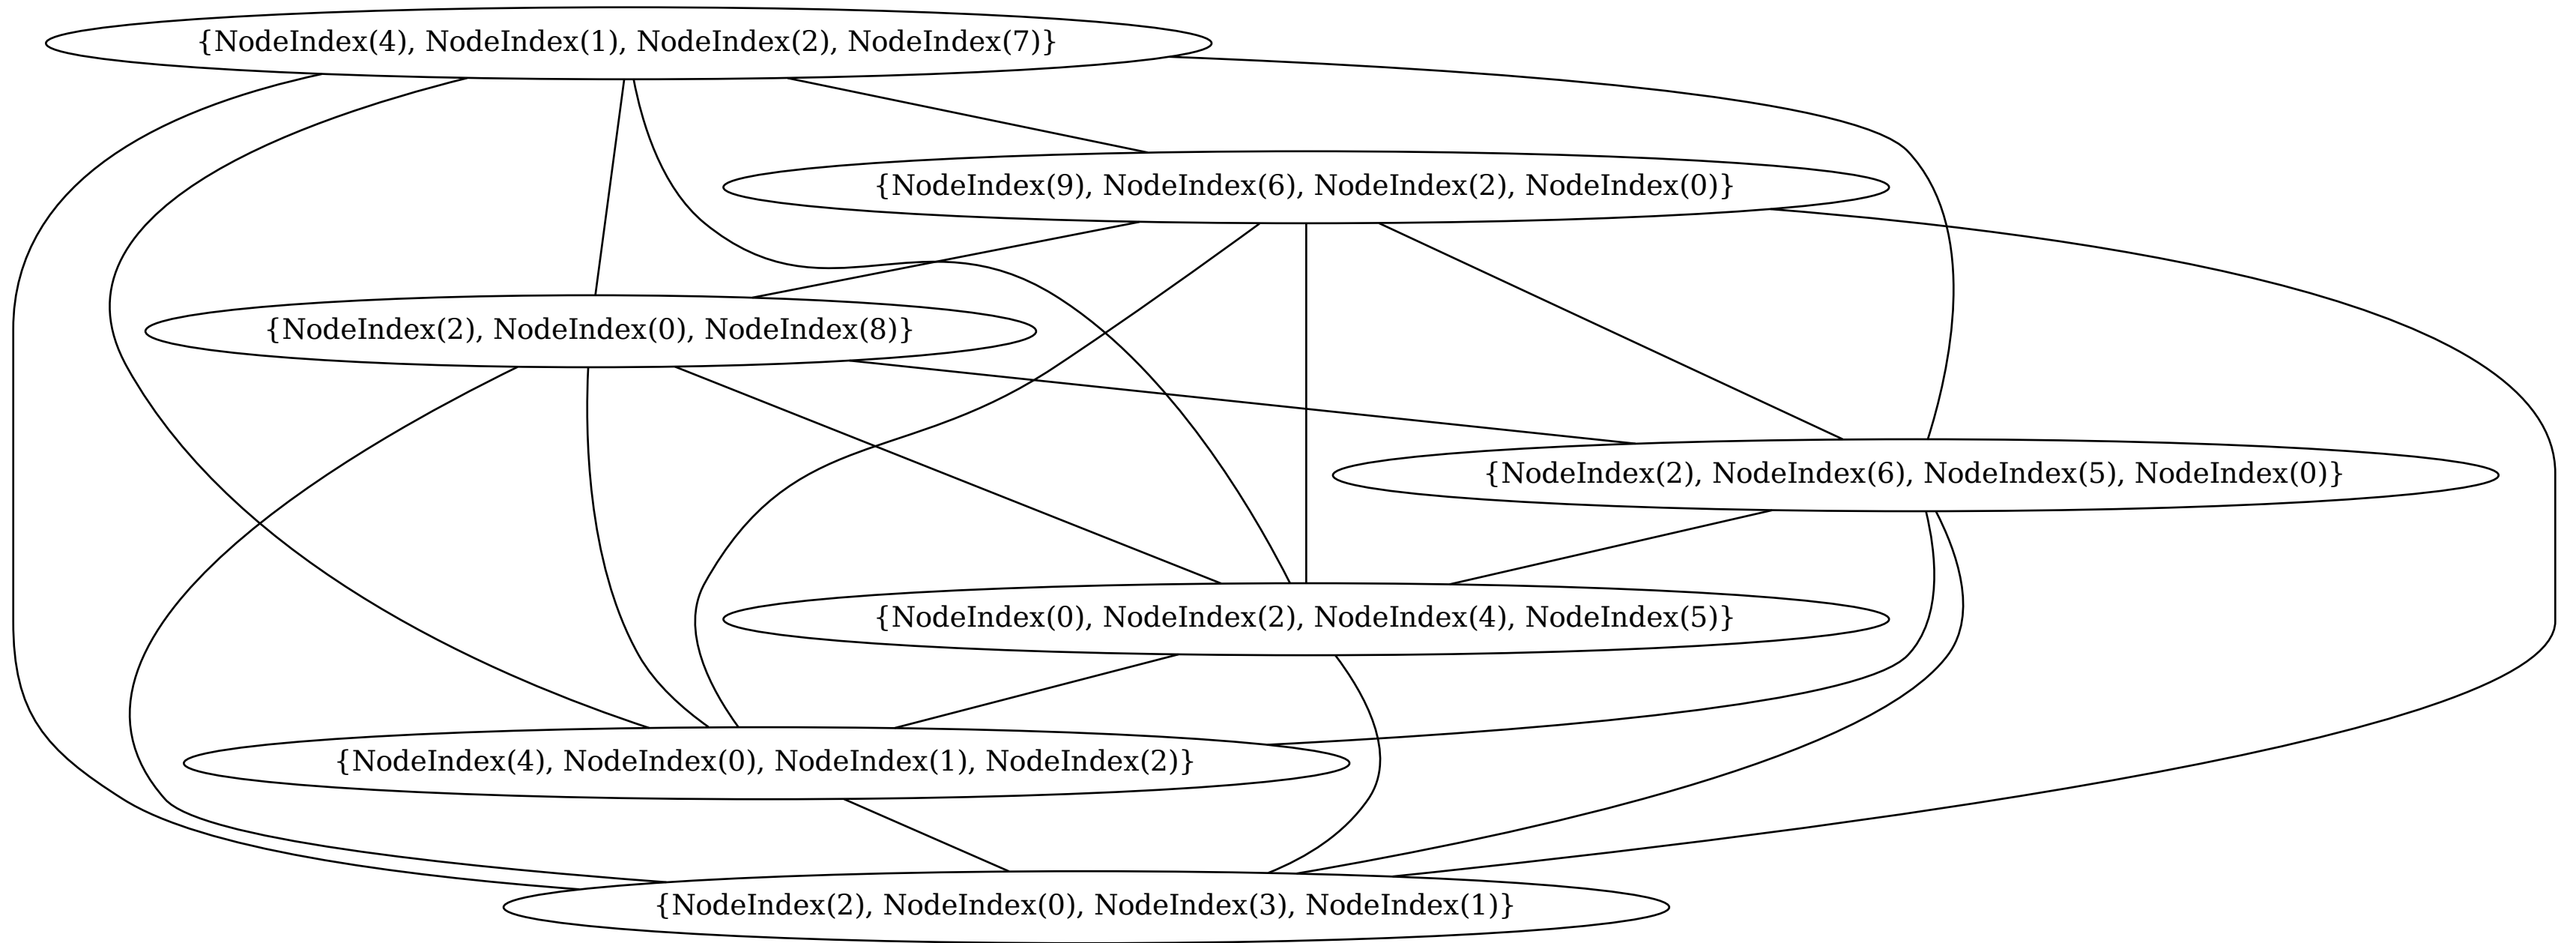 {NodeIndex(4), NodeIndex(1), NodeIndex(2), NodeIndex(7)}
{NodeIndex(9), NodeIndex(6), NodeIndex(2), NodeIndex(0)}
{NodeIndex(2), NodeIndex(0), NodeIndex(8)}
{NodeIndex(2), NodeIndex(6), NodeIndex(5), NodeIndex(0)}
{NodeIndex(0), NodeIndex(2), NodeIndex(4), NodeIndex(5)}
{NodeIndex(4), NodeIndex(0), NodeIndex(1), NodeIndex(2)}
{NodeIndex(2), NodeIndex(0), NodeIndex(3), NodeIndex(1)}